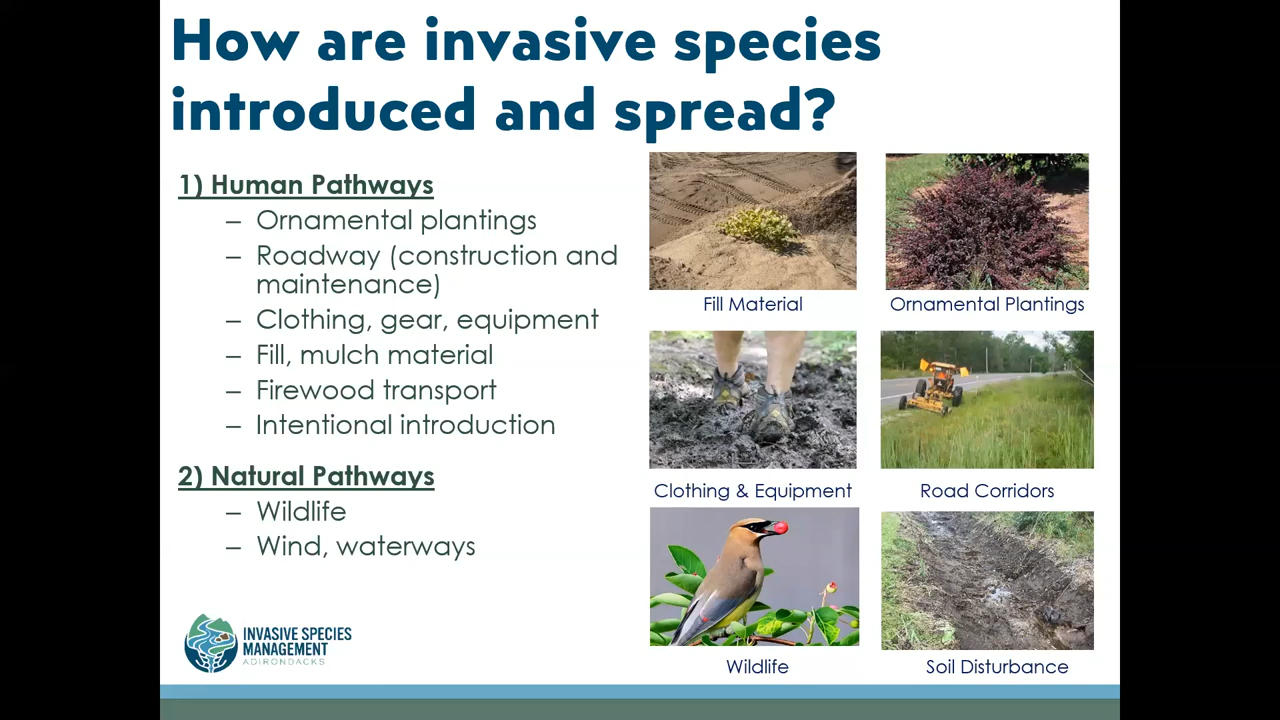 How are invasive species
introduced and spread?
1) Human Pathways
– Ornamental plantings
– Roadway (construction and
maintenance)
– Clothing, gear, equipment
– Fill, mulch material
– Firewood transport
– Intentional introduction
2) Natural Pathways
– Wildlife
– Wind, waterways
Fill Material
Ornamental Plantings
Clothing & Equipment
Road Corridors
Wildlife
Soil Disturbance
INVASIVE SPECIES
MANAGEMENT
ADIRONDACKS